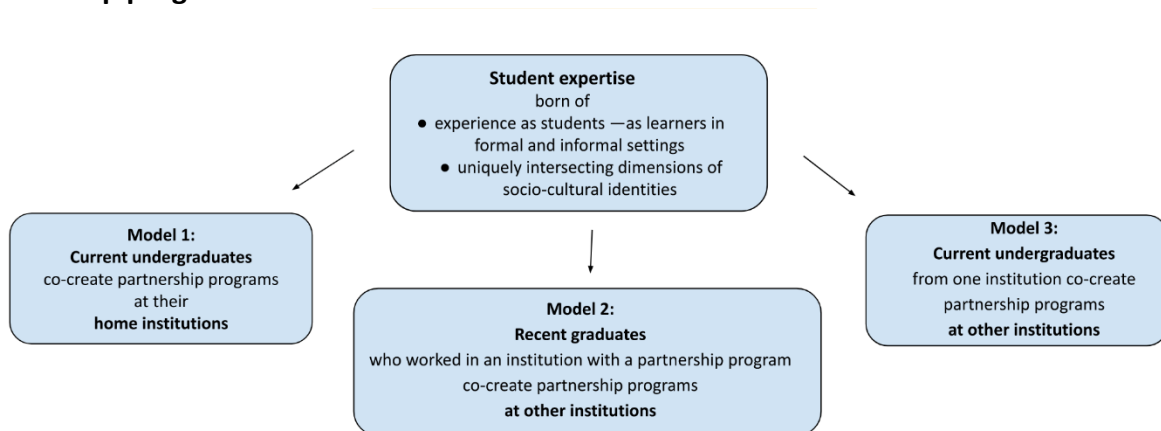 Student expertise
born of
● experience as students —as learners in
formal and informal settings
● uniquely intersecting dimensions of
socio-cultural identities
Model 1:
Current undergraduates
co-create partnership programs
at their
home institutions
Model 2:
Recent graduates
who worked in an institution with a partnership program
co-create partnership programs
at other institutions
Model 3:
Current undergraduates
from one institution co-create
partnership programs
at other institutions